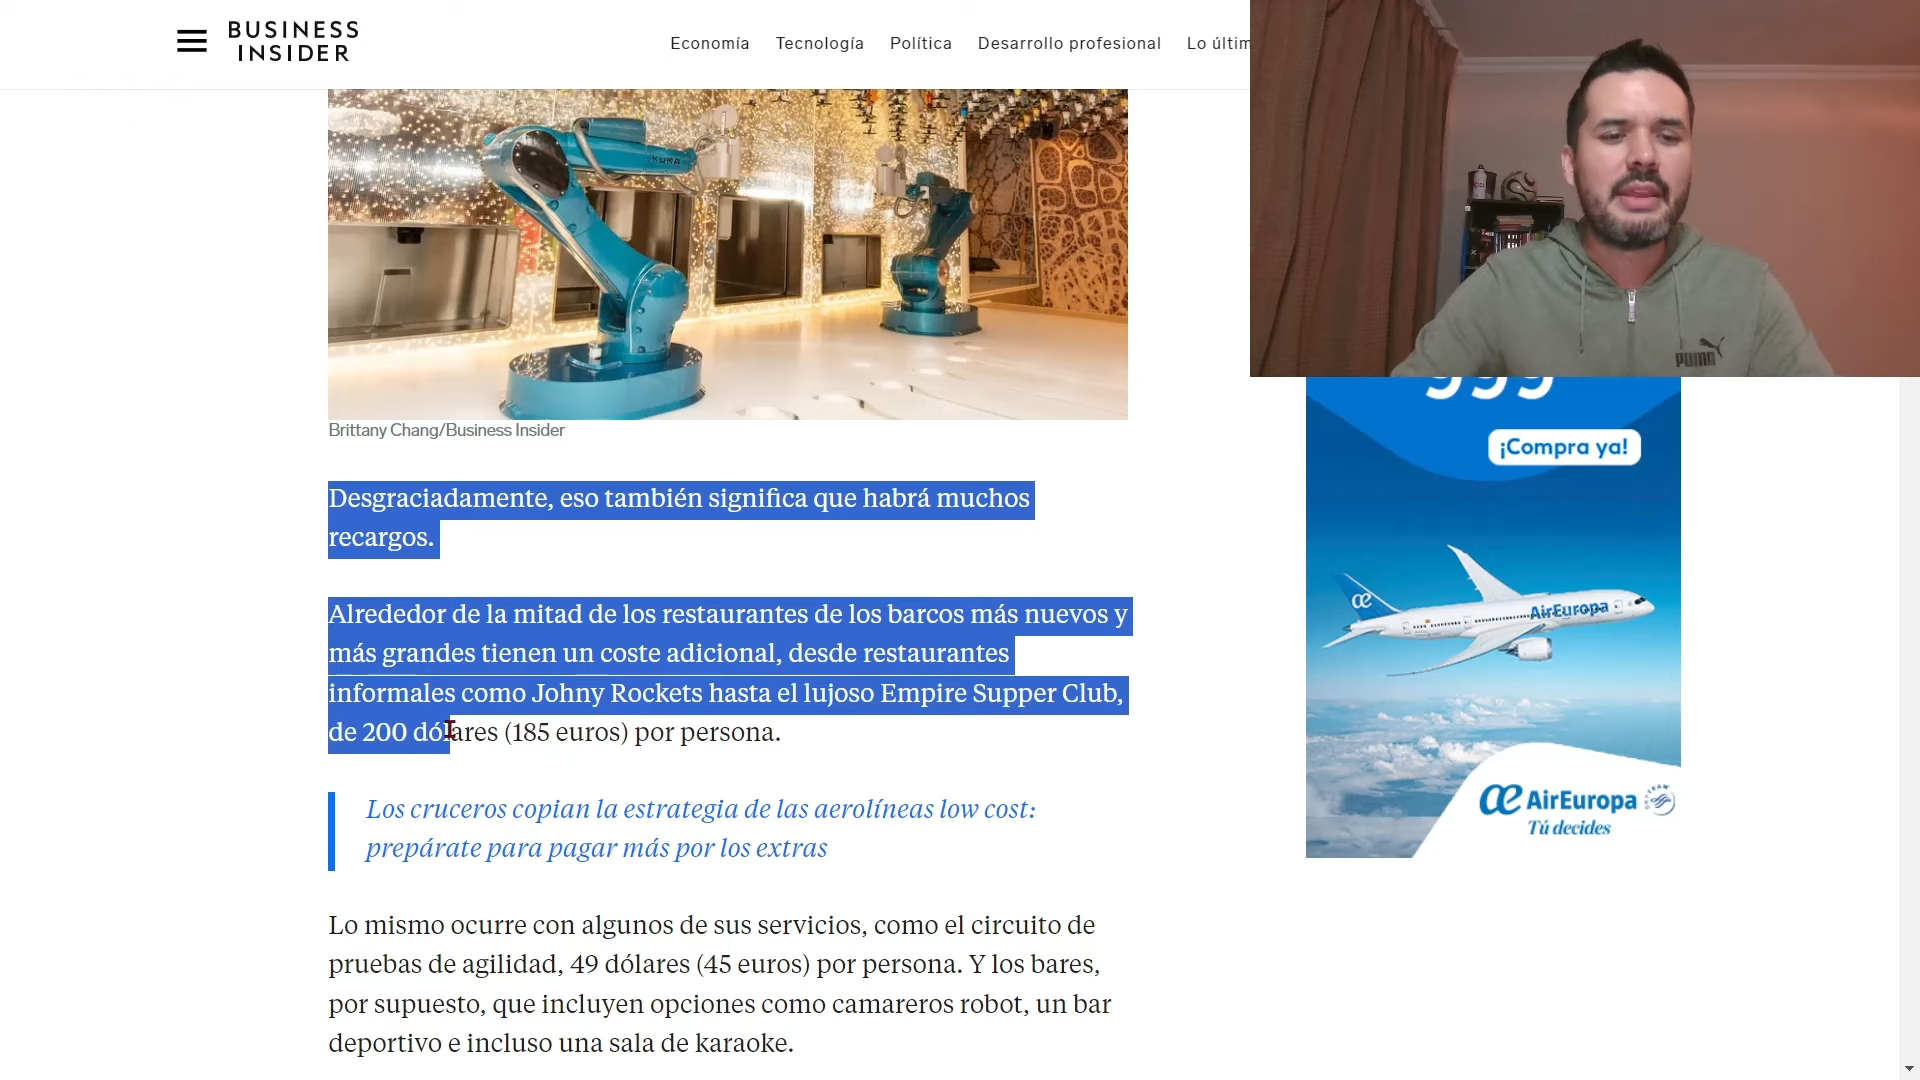 BUSINESS
INSIDER
Economía Tecnología Política Desarrollo profesional Lo últim
KUKA
PUMA
Brittany Chang/Business Insider
¡Compra ya!
Desgraciadamente, eso también significa que habrá muchos
recargos.
Alrededor de la mitad de los restaurantes de los barcos más nuevos y
más grandes tienen un coste adicional, desde restaurantes
informales como Johny Rockets hasta el lujoso Empire Supper Club,
de 200 dólares (185 euros) por persona.
AirEuropa
Los cruceros copian la estrategia de las aerolíneas low cost:
prepárate para pagar más por los extras
AirEuropa
Tú decides
Lo mismo ocurre con algunos de sus servicios, como el circuito de
pruebas de agilidad, 49 dólares (45 euros) por persona. Y los bares,
por supuesto, que incluyen opciones como camareros robot, un bar
deportivo e incluso una sala de karaoke.